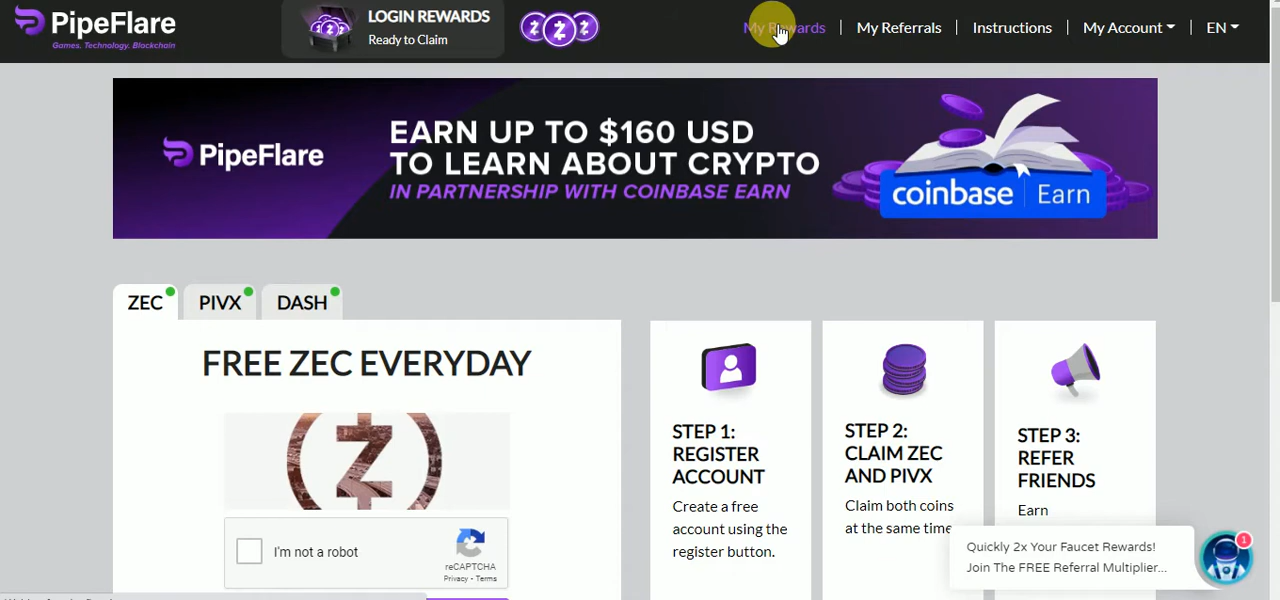 PipeFlare
Games. Technology. Blockchain
LOGIN REWARDS
Ready to Claim
My Rewards
My Referrals
Instructions
My Account
EN
PipeFlare
EARN UP TO $160 USD
TO LEARN ABOUT CRYPTO
IN PARTNERSHIP WITH COINBASE EARN
coinbase Earn
ZEC
PIVX
DASH
FREE ZEC EVERYDAY
I'm not a robot
reCAPTCHA
Privacy - Terms
STEP 1:
REGISTER
ACCOUNT
Create a free
account using the
register button.
STEP 2:
CLAIM ZEC
AND PIVX
Claim both coins
at the same time
STEP 3:
REFER
FRIENDS
Earn
Quickly 2x Your Faucet Rewards!
Join The FREE Referral Multiplier...
1